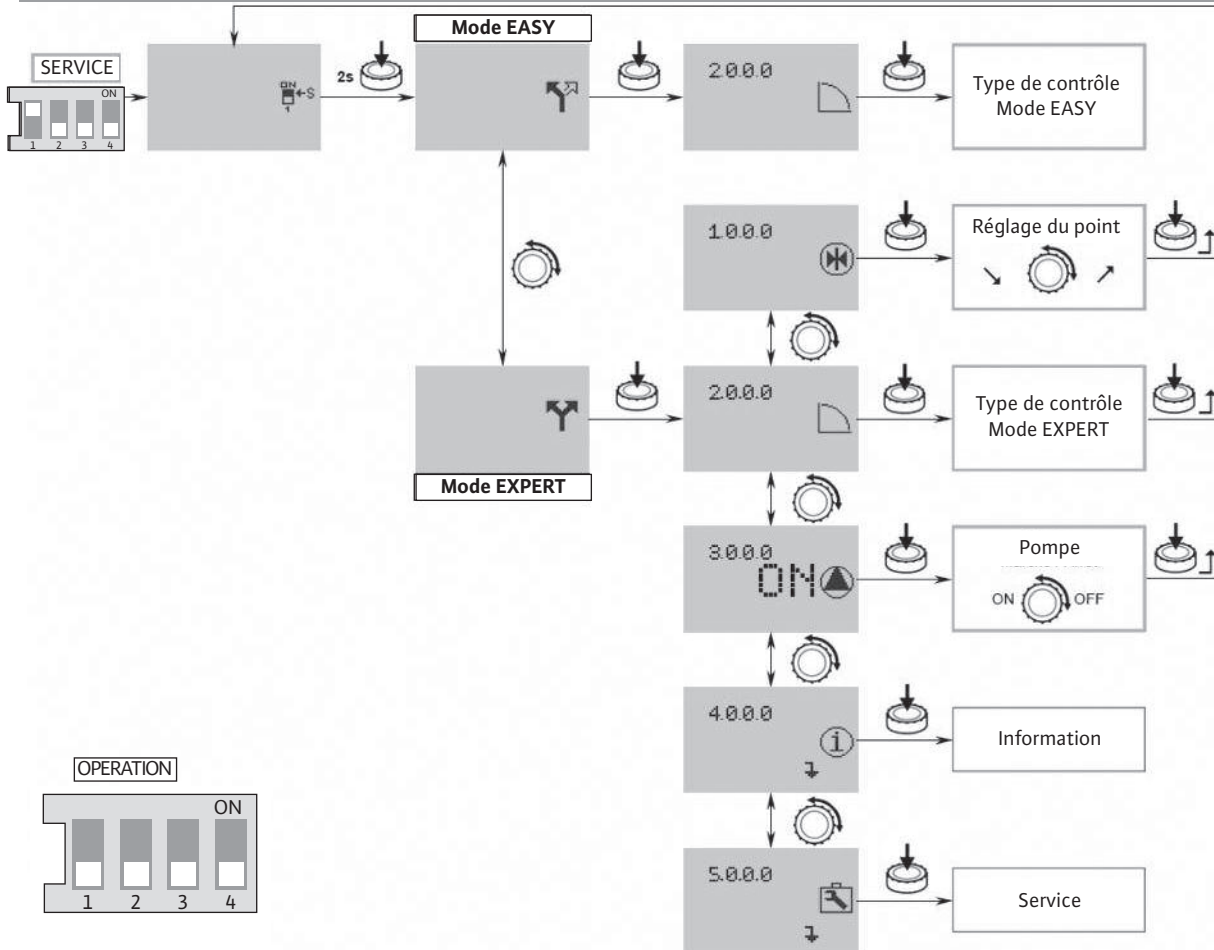 Mode EASY
SERVICE
ON
1 2 3 4
ON
←S
1
2s
2.0.0.0
Type de contrôle
Mode EASY
1.0.0.0
Réglage du point
2.0.0.0
Type de contrôle
Mode EXPERT
Mode EXPERT
3.0.0.0
ON
Pompe
ON OFF
4.0.0.0
i
Information
OPERATION
ON
1 2 3 4
5.0.0.0
Service